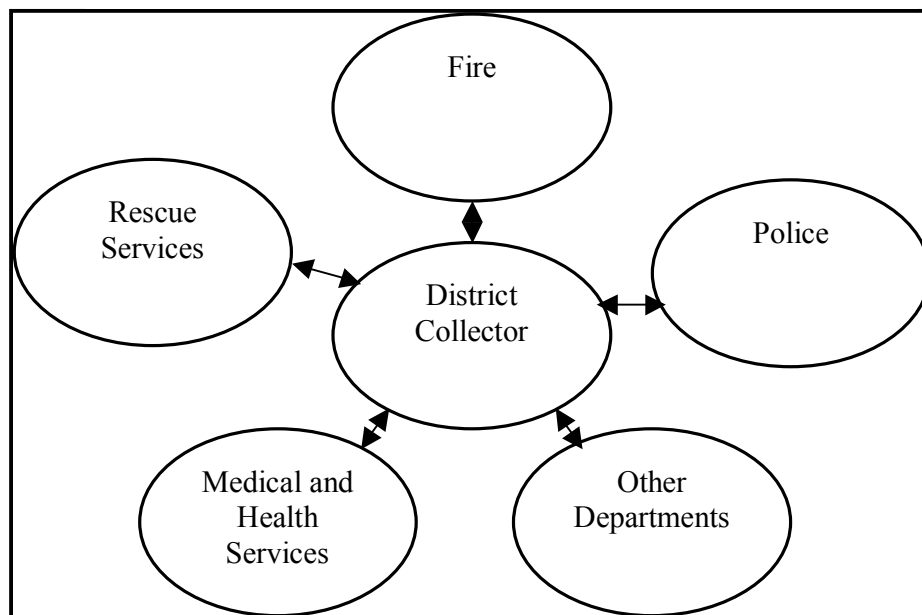 Fire
Rescue
Services
Police
District
Collector
Medical and
Health
Services
Other
Departments